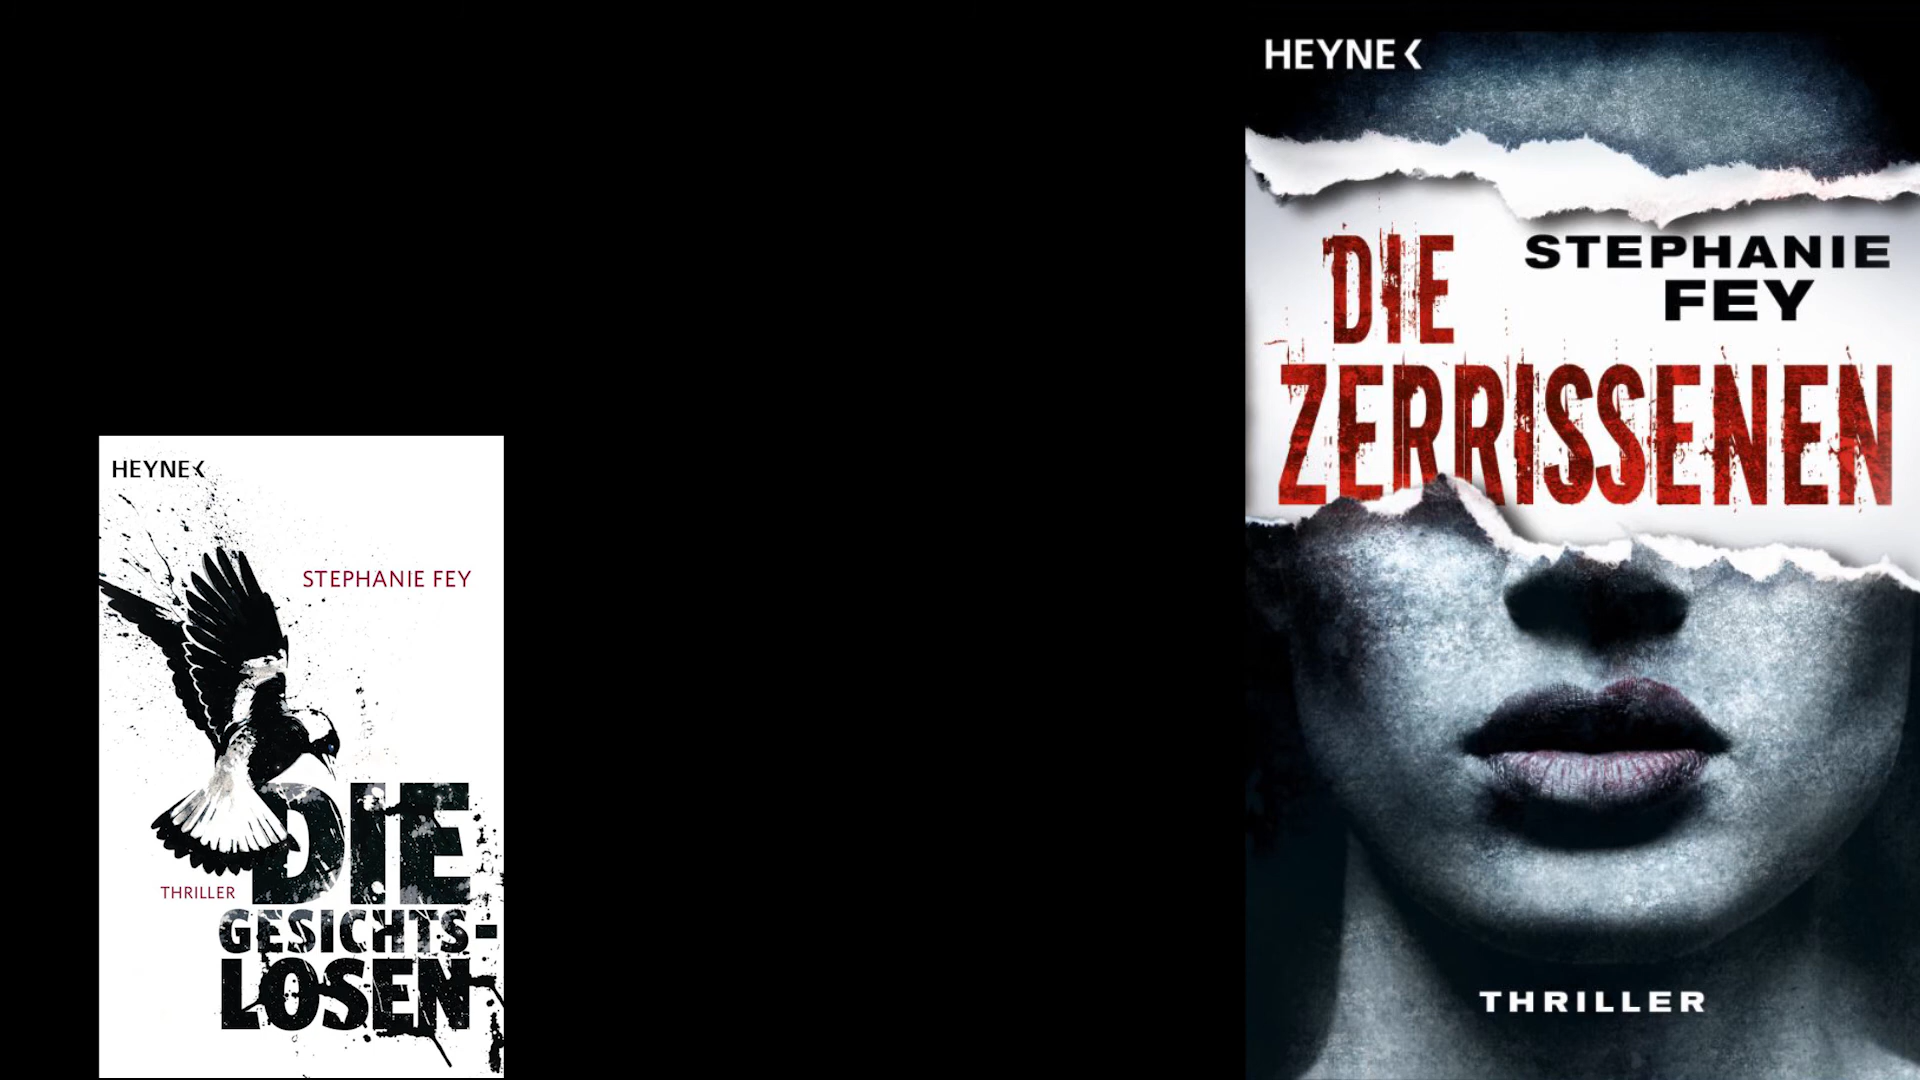 HEYNE
STEPHANIE FEY
THRILLER
DIE
GESICHTS-
LOSEN
HEYNE
STEPHANIE
FEY
DIE
ZERRISSENEN
THRILLER